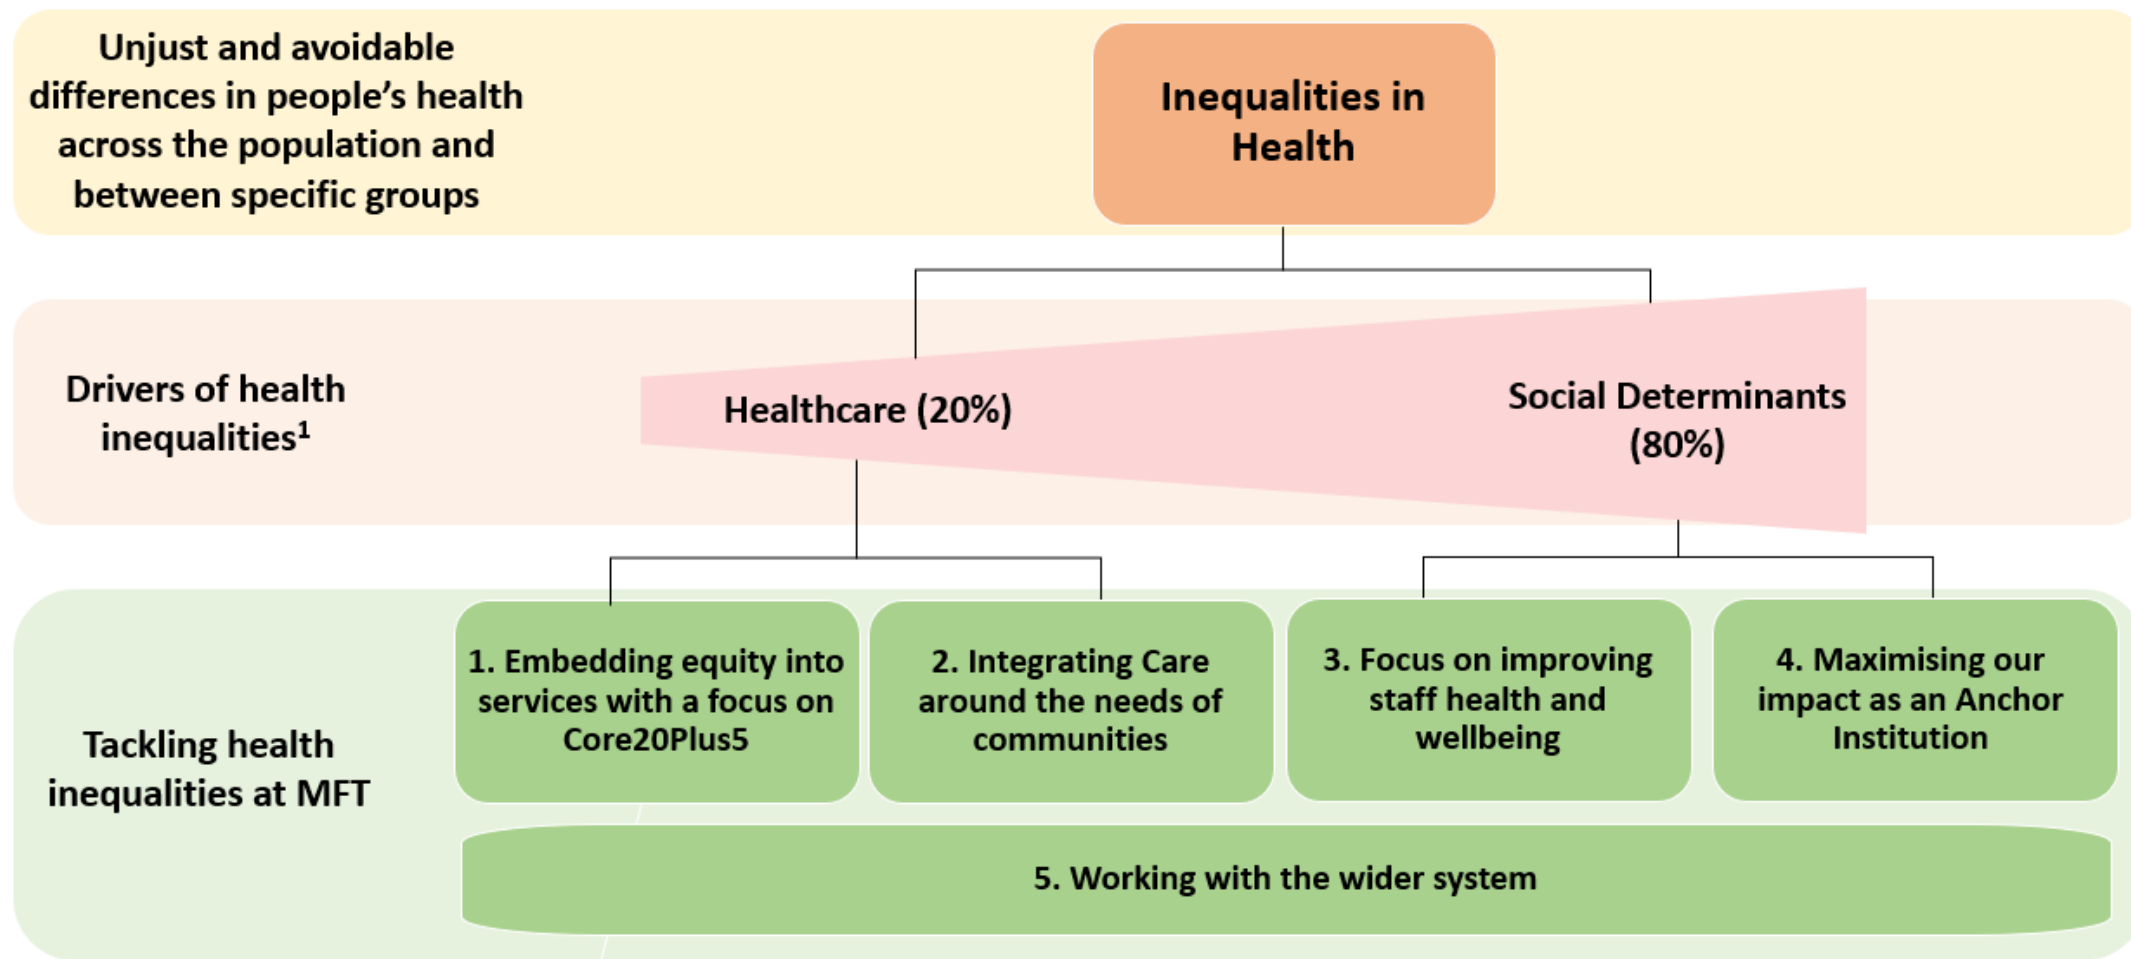 Unjust and avoidable
differences in people’s health
across the population and
between specific groups
Inequalities in
Health
Drivers of health
inequalities¹
Healthcare (20%)
Social Determinants
(80%)
Tackling health
inequalities at MFT
1. Embedding equity into
services with a focus on
Core20Plus5
2. Integrating Care
around the needs of
communities
3. Focus on improving
staff health and
wellbeing
4. Maximising our
impact as an Anchor
Institution
5. Working with the wider system